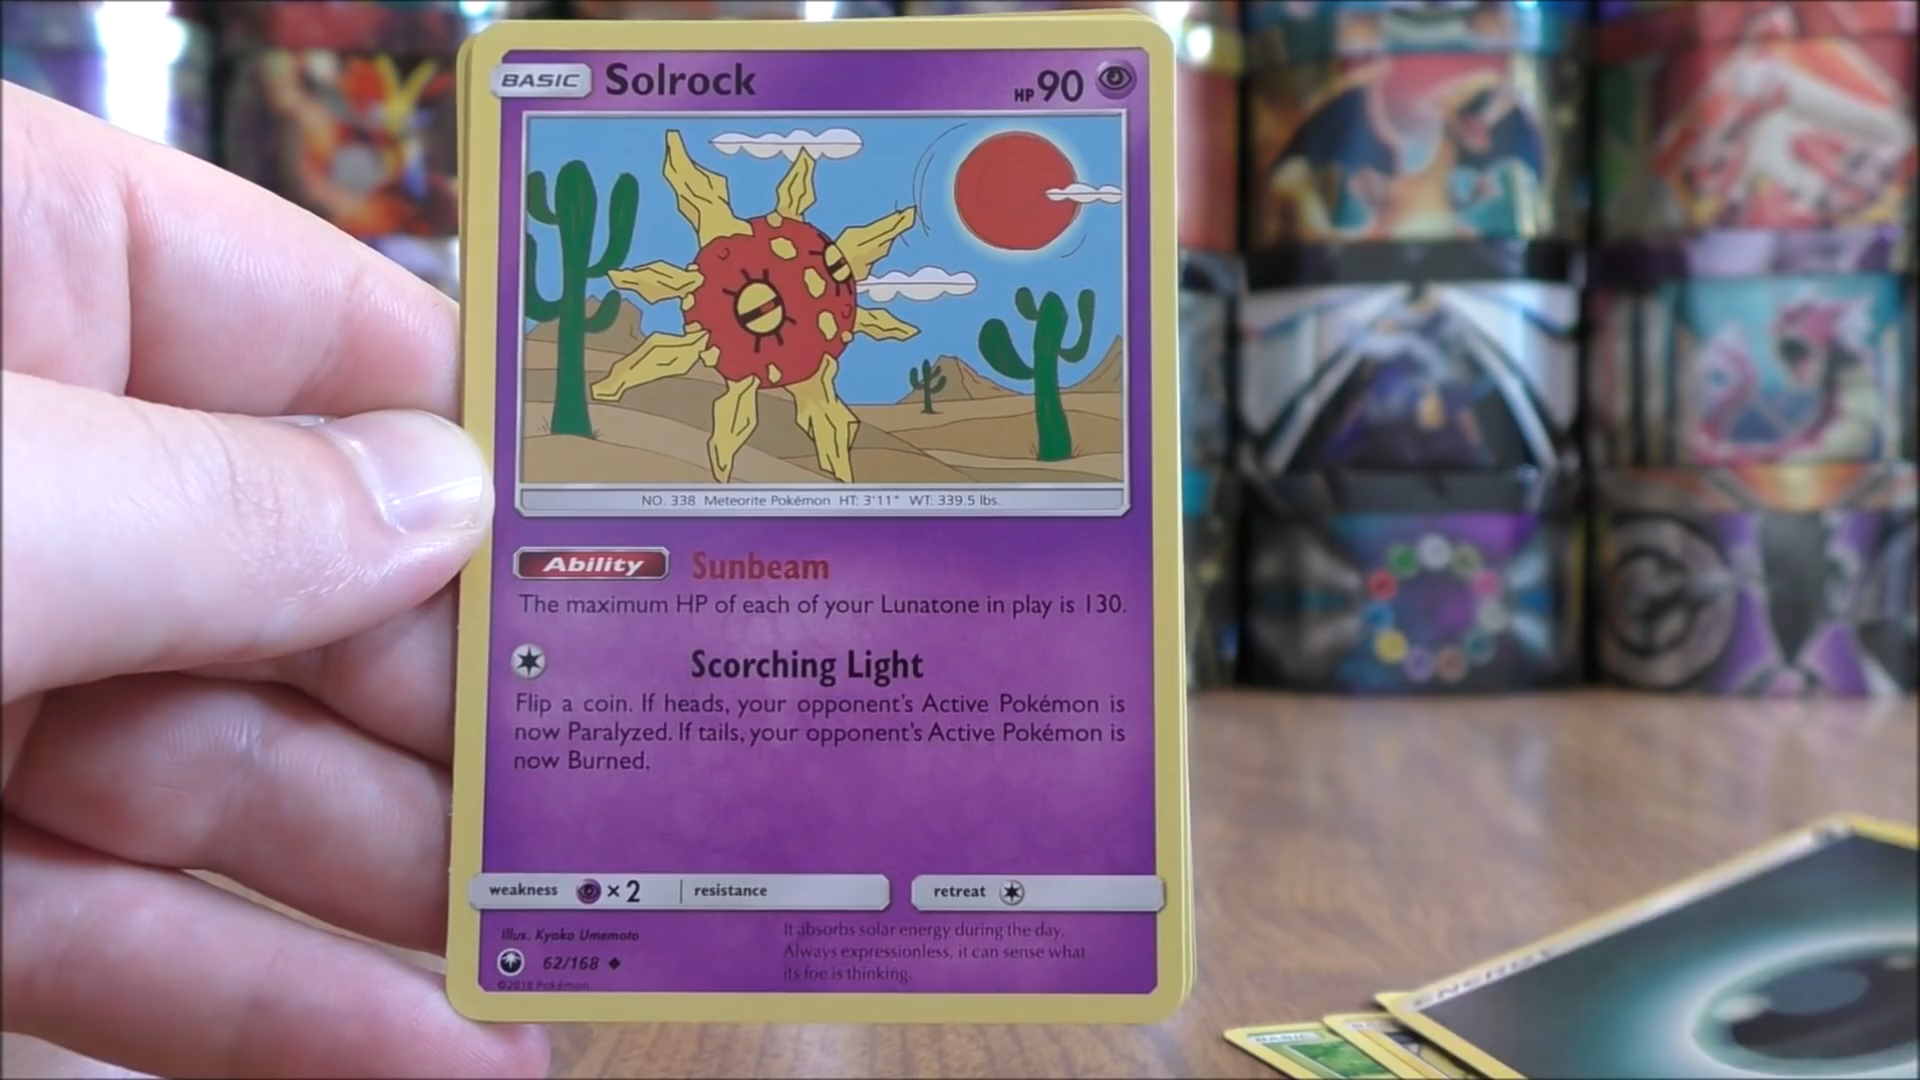 BASIC Solrock HP 90
NO. 338 Meteorite Pokémon HT: 3'11" WT: 339.5 lbs.
Ability Sunbeam
The maximum HP of each of your Lunatone in play is 130.
Scorching Light
Flip a coin. If heads, your opponent's Active Pokémon is
now Paralyzed. If tails, your opponent's Active Pokémon is
now Burned.
weakness ×2 resistance retreat
Illus. Kyoko Umemoto
62/168
©2018 Pokémon
It absorbs solar energy during the day.
Always expressionless, it can sense what
its foe is thinking.
ENERGY
BASIC